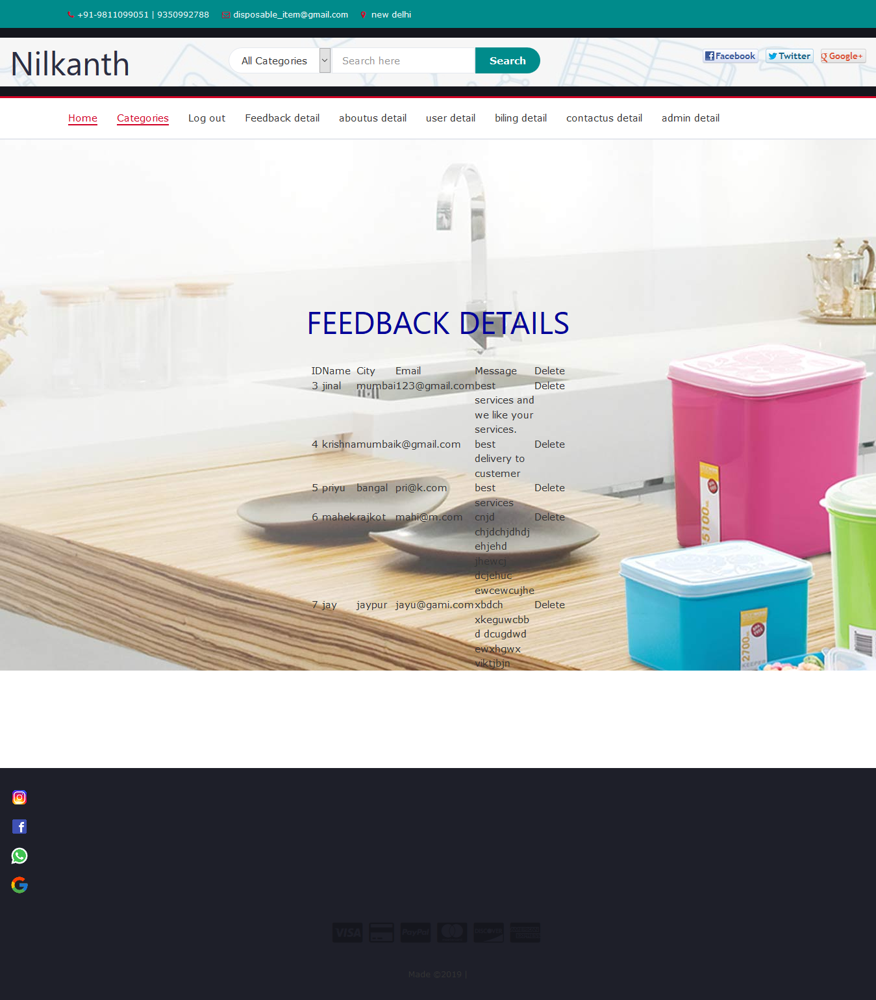 +91-9811099051 | 9350992788 disposable_item@gmail.com new delhi
Nilkanth
All Categories Search here Search
Facebook Twitter Google+
Home Categories Log out Feedback detail aboutus detail user detail biling detail contactus detail admin detail
FEEDBACK DETAILS
ID Name City Email Message Delete
3 jinal mumbai 123@gmail.com best Delete
services and
we like your
services.
4 krishna mumbai k@gmail.com best Delete
delivery to
custemer
5 priyu bangal pri@k.com best Delete
services
6 mahek rajkot mahi@m.com cnjd Delete
chjdchjdhdj
ehjehd
jhewcj
dcjehuc
ewcewcujhe
7 jay jaypur jayu@gami.com xbdch Delete
xkeguwcbb
d dcugdwd
ewxhgwx
viktjbjn
5100
2700
KEEPER
VISA PayPal DISCOVER
Made ©2019 |